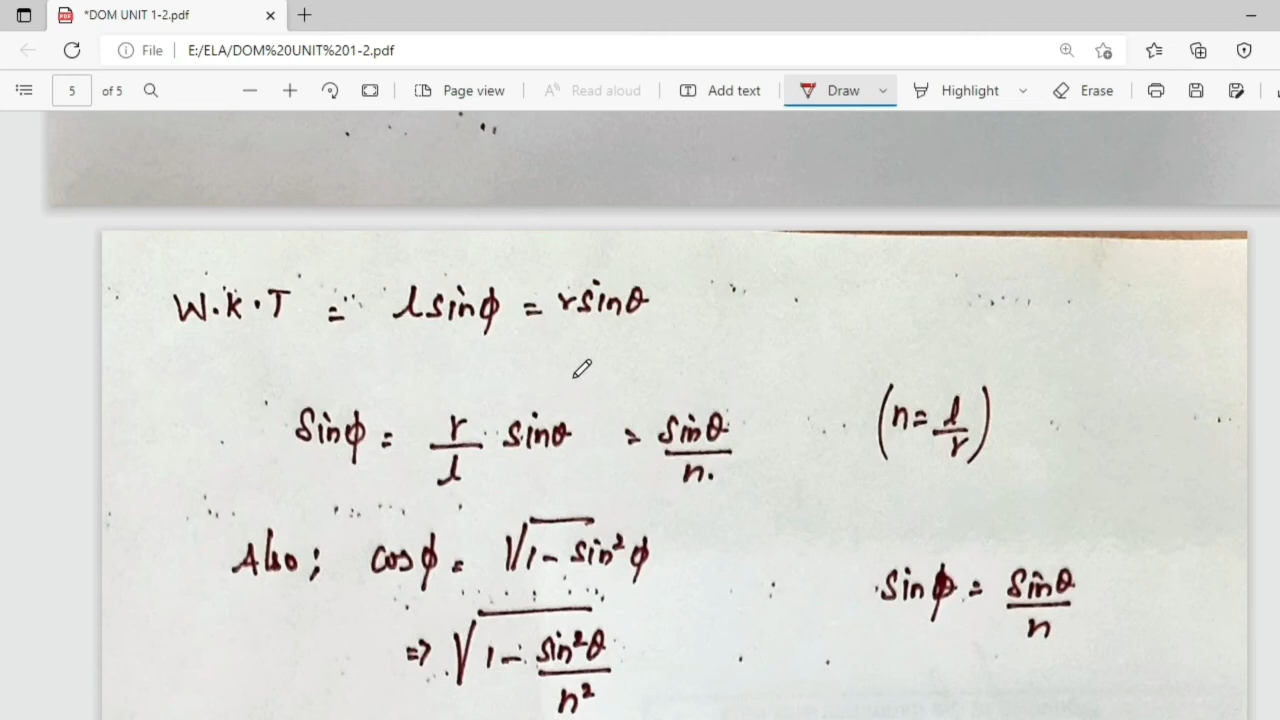 *DOM UNIT 1-2.pdf
File | E:/ELA/DOM%20UNIT%201-2.pdf
5 of 5 Page view Read aloud Add text Draw Highlight Erase
W.K.T = l sinφ = r sinθ
Sinφ = r/l sinθ = sinθ/n. (n = l/r)
Also; cosφ = √1 - sin²φ
sinφ = sinθ/n
=> √1 - sin²θ/n²